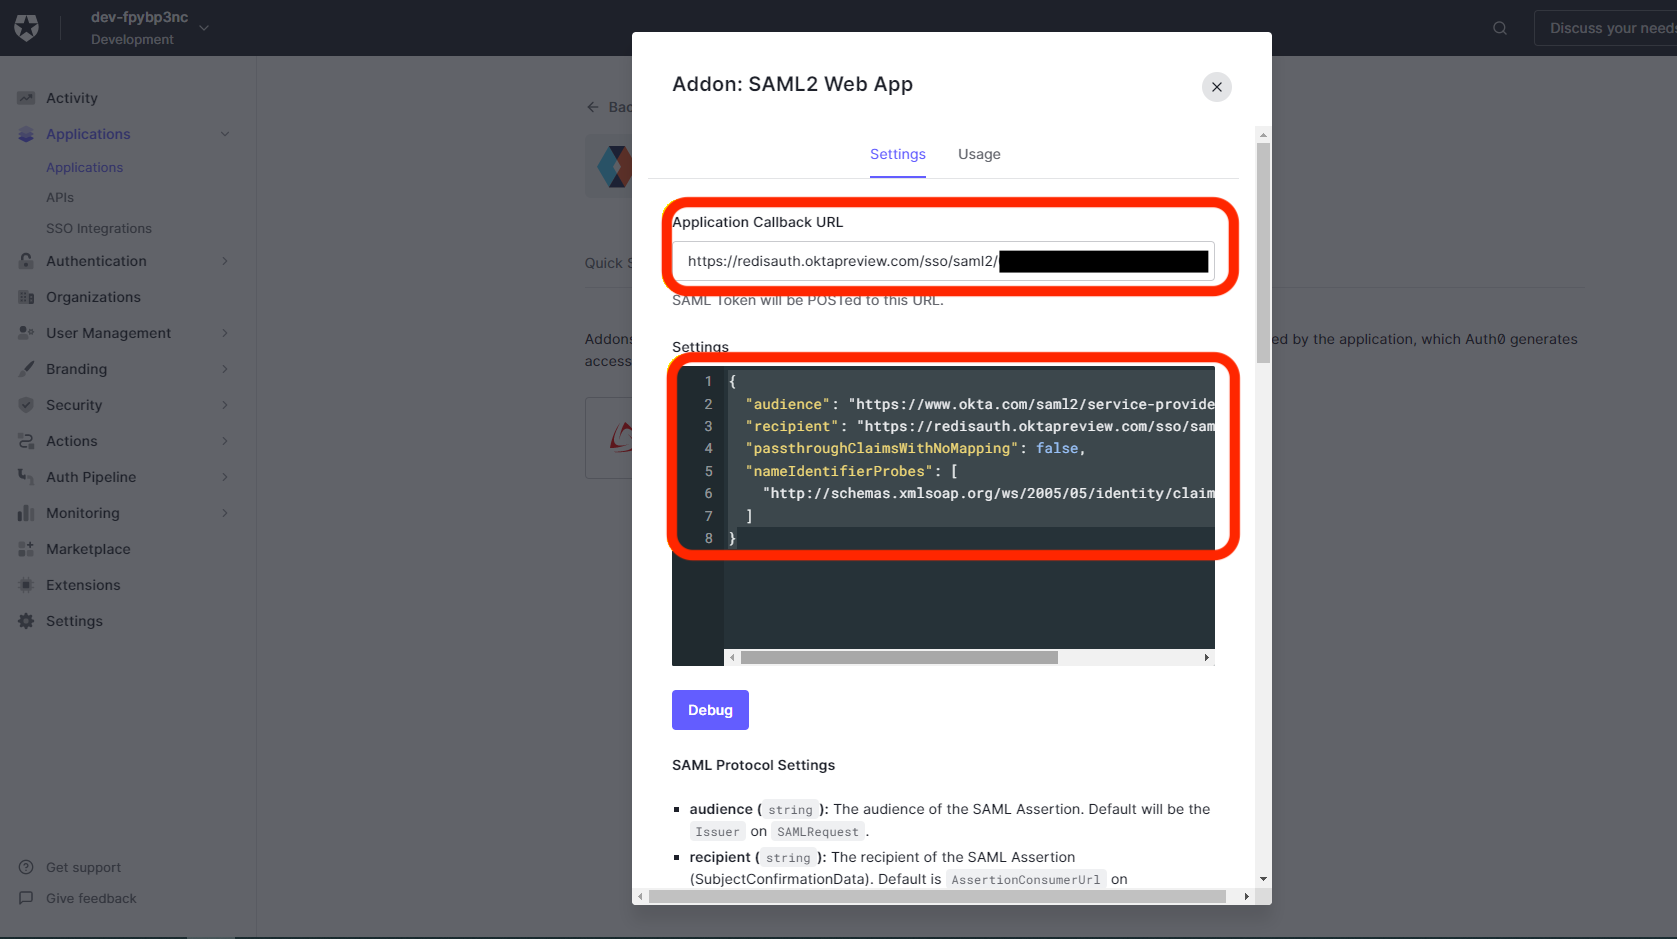 dev-fpybp3nc
Development
Discuss your needs
Activity
Applications
Applications
APIs
SSO Integrations
Authentication
Organizations
User Management
Branding
Security
Actions
Auth Pipeline
Monitoring
Marketplace
Extensions
Settings
Get support
Give feedback
Quick
Addons
ed by the application, which Auth0 generates
access
Addon: SAML2 Web App
Settings
Usage
Application Callback URL
https://redisauth.oktapreview.com/sso/saml2/
SAML Token will be POSTed to this URL.
Settings
1 {
2 "audience": "https://www.okta.com/saml2/service-provide
3 "recipient": "https://redisauth.oktapreview.com/sso/sam
4 "passthroughClaimsWithNoMapping": false,
5 "nameIdentifierProbes": [
6 "http://schemas.xmlsoap.org/ws/2005/05/identity/claim
7 ]
8 }
Debug
SAML Protocol Settings
audience ( string ): The audience of the SAML Assertion. Default will be the
Issuer on SAMLRequest .
recipient ( string ): The recipient of the SAML Assertion
(SubjectConfirmationData). Default is AssertionConsumerUrl on